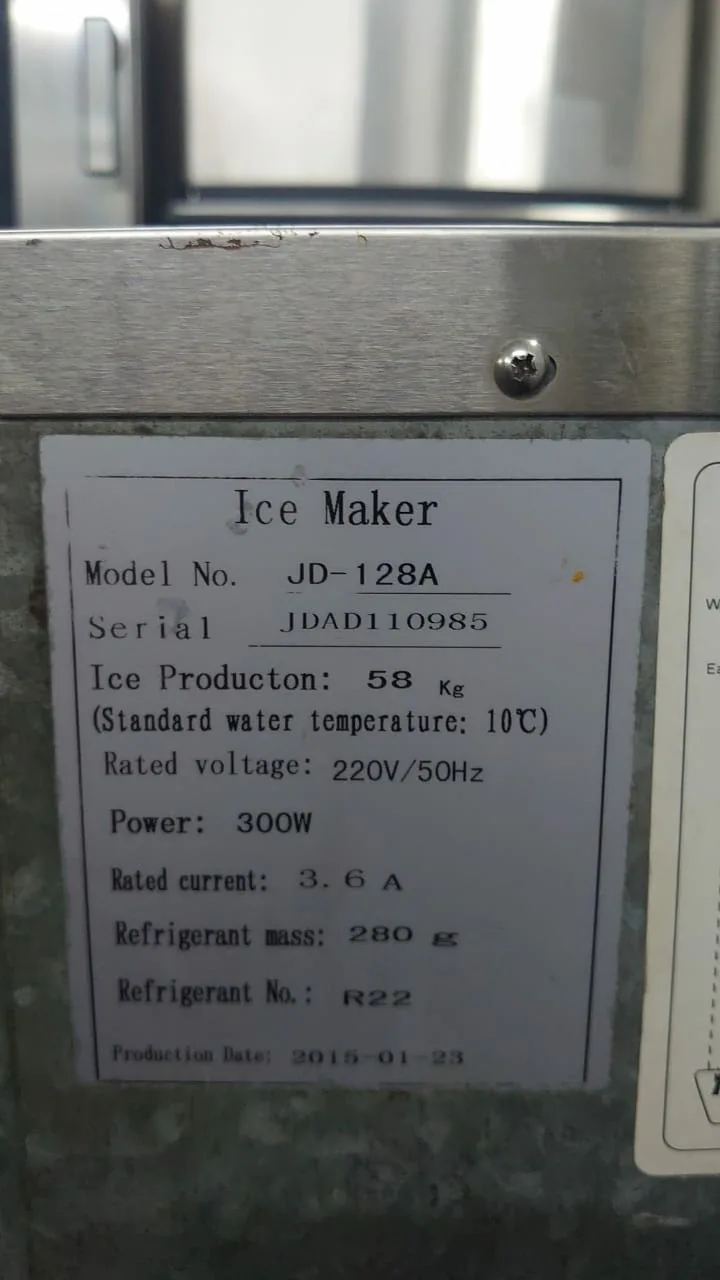 Ice Maker
Model No. JD-128A
Serial JDAD110985
Ice Producton: 58 Kg
(Standard water temperature: 10℃)
Rated voltage: 220V/50Hz
Power: 300W
Rated current: 3.6 A
Refrigerant mass: 280 g
Refrigerant No.: R22
Production Date: 2015-01-23